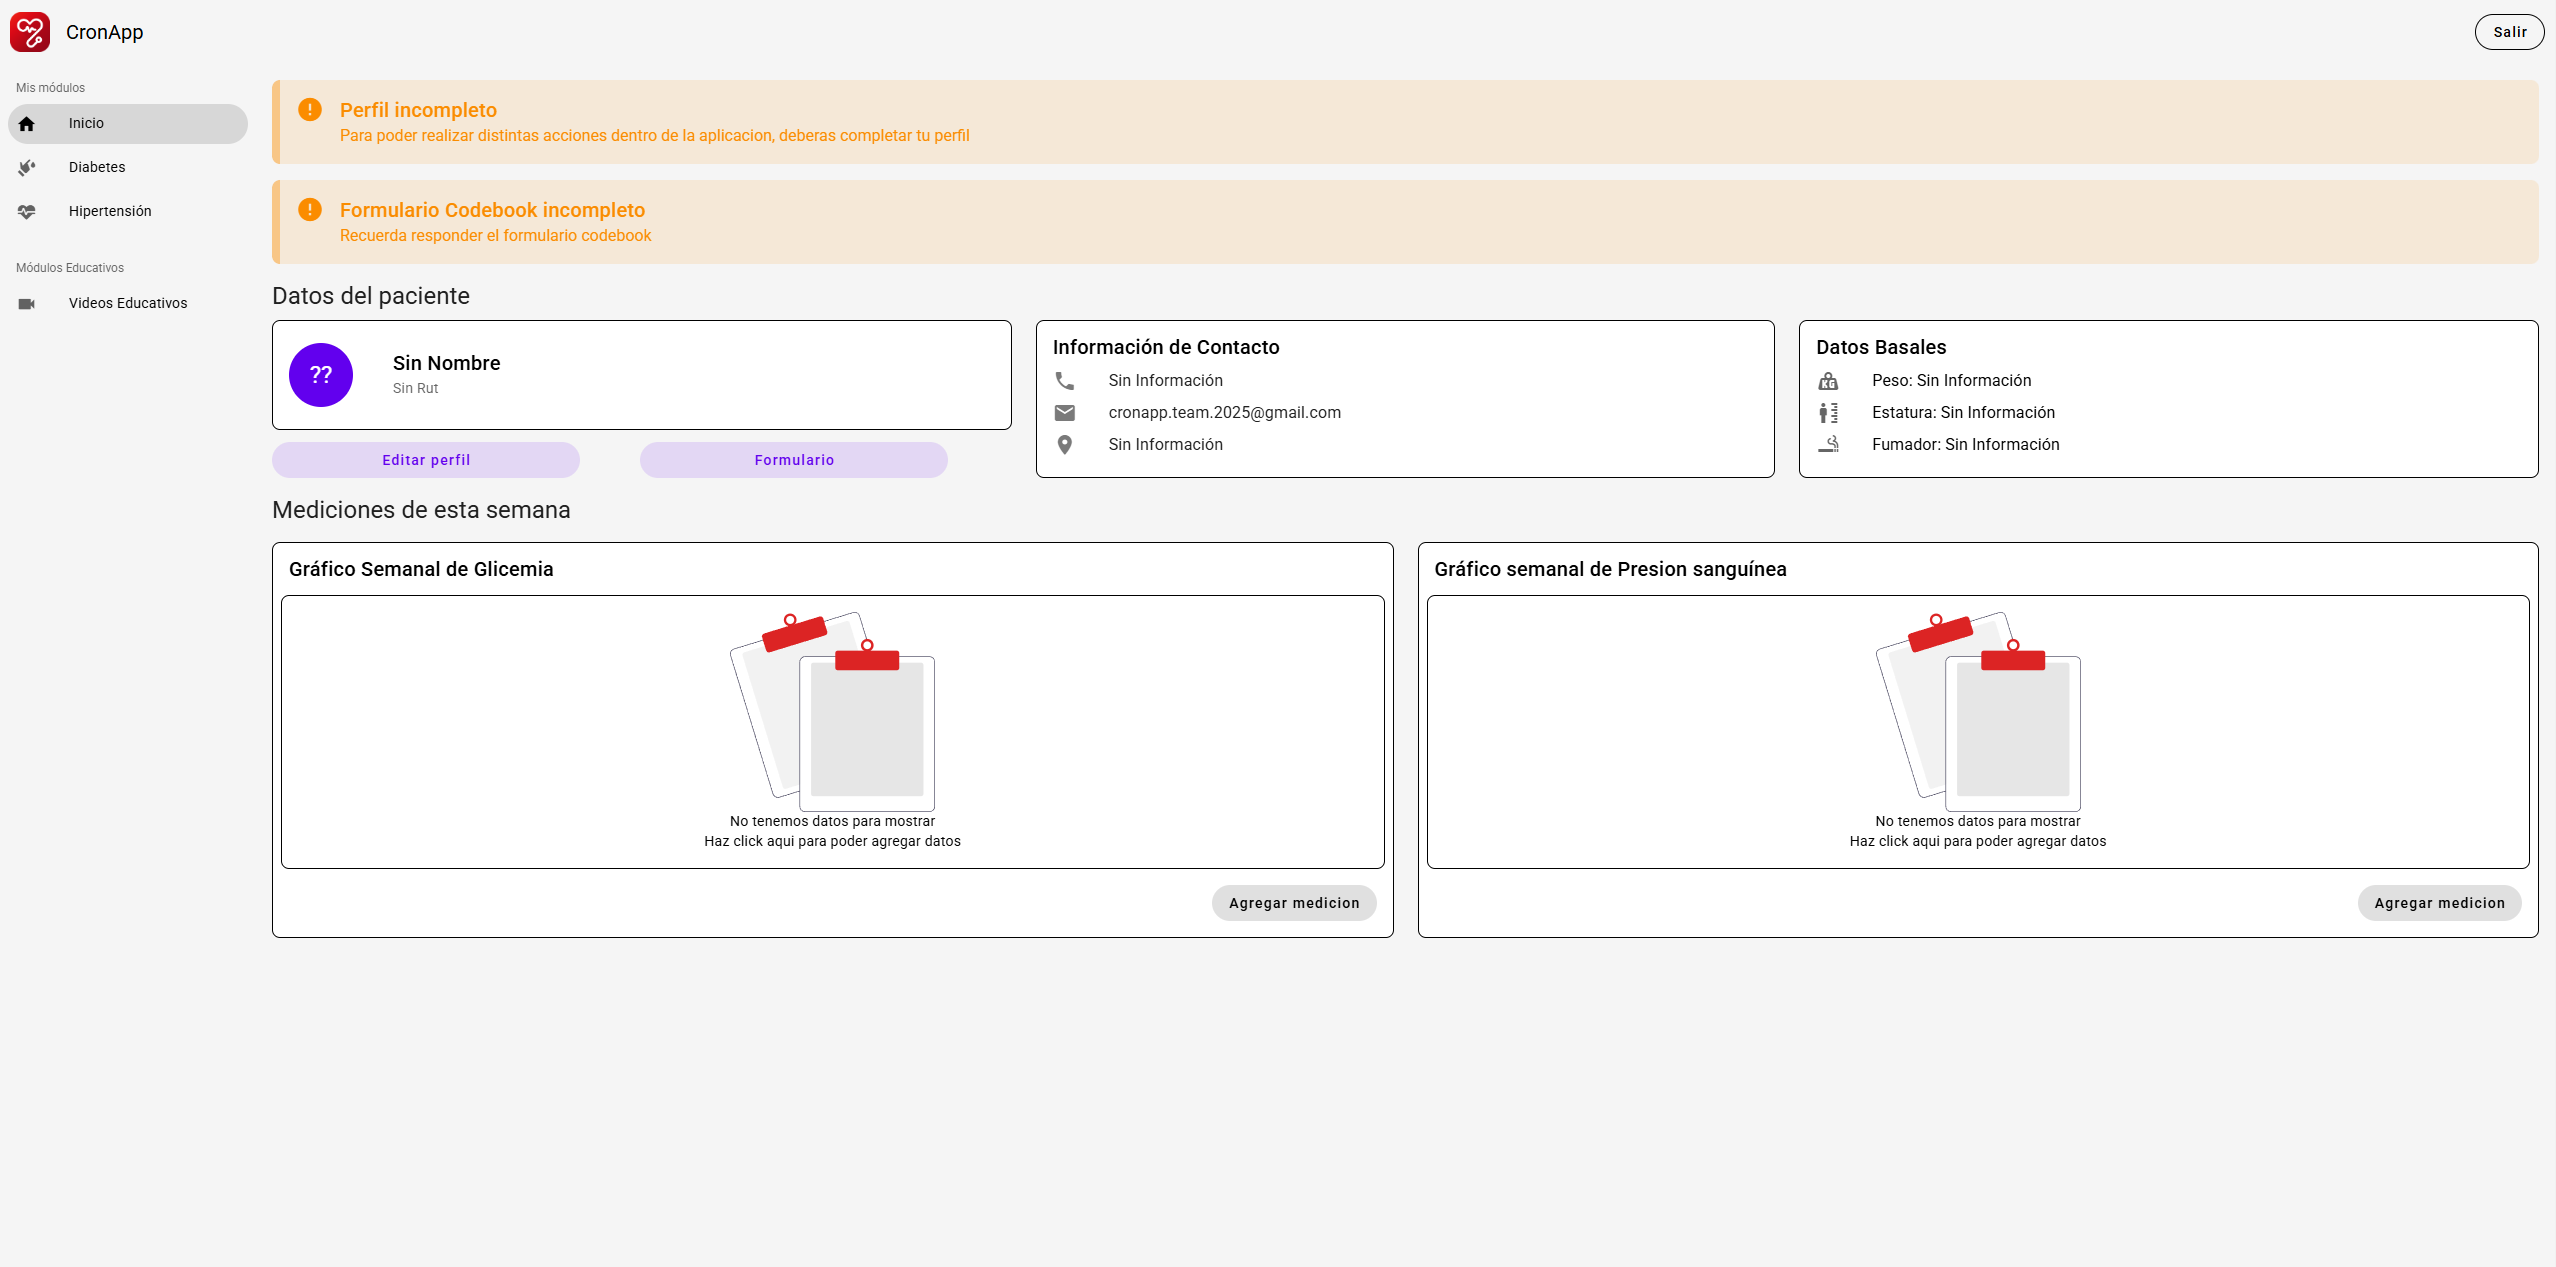 CronApp
Salir
Mis módulos
Inicio
Diabetes
Hipertensión
Módulos Educativos
Videos Educativos
Perfil incompleto
Para poder realizar distintas acciones dentro de la aplicacion, deberas completar tu perfil
Formulario Codebook incompleto
Recuerda responder el formulario codebook
Datos del paciente
??
Sin Nombre
Sin Rut
Editar perfil
Formulario
Información de Contacto
Sin Información
cronapp.team.2025@gmail.com
Sin Información
Datos Basales
KG
Peso: Sin Información
Estatura: Sin Información
Fumador: Sin Información
Mediciones de esta semana
Gráfico Semanal de Glicemia
No tenemos datos para mostrar
Haz click aqui para poder agregar datos
Agregar medicion
Gráfico semanal de Presion sanguínea
No tenemos datos para mostrar
Haz click aqui para poder agregar datos
Agregar medicion